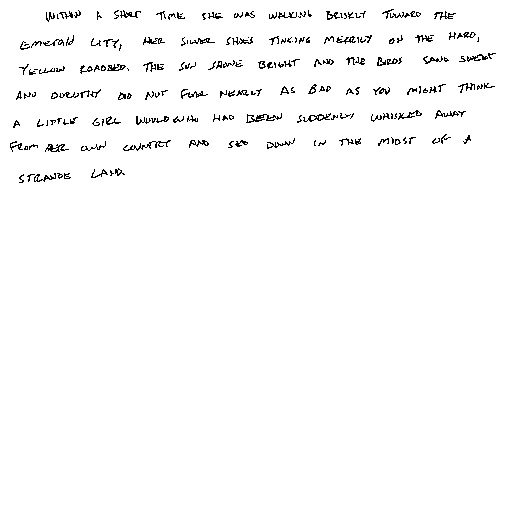 WITHIN A SHORT TIME SHE WAS WALKING BRISKLY TOWARD THE
EMERALD CITY, HER SILVER SHOES TINKING MERRILY ON THE HARD,
YELLOW ROADBED. THE SUN SHONE BRIGHT AND THE BIRDS SANG SWEET
AND DOROTHY DID NOT FEEL NEARLY AS BAD AS YOU MIGHT THINK
A LITTLE GIRL WOULD WHO HAD BEEN SUDDENLY WHISKED AWAY
FROM HER OWN COUNTRY AND SED DOWN IN THE MIDST OF A
STRANGE LAND.